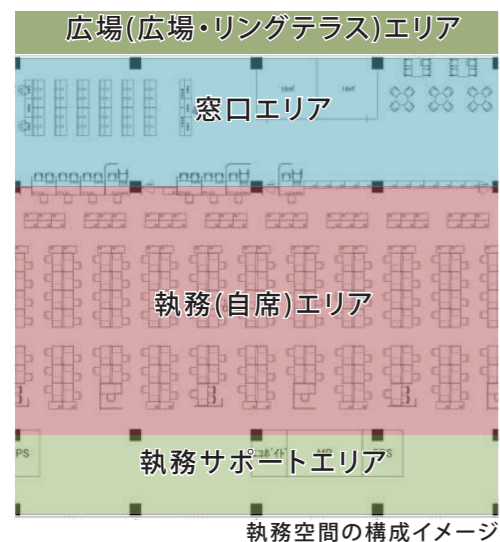 広場(広場・リングテラス)エリア
窓口エリア
執務(自席)エリア
執務サポートエリア
執務空間の構成イメージ